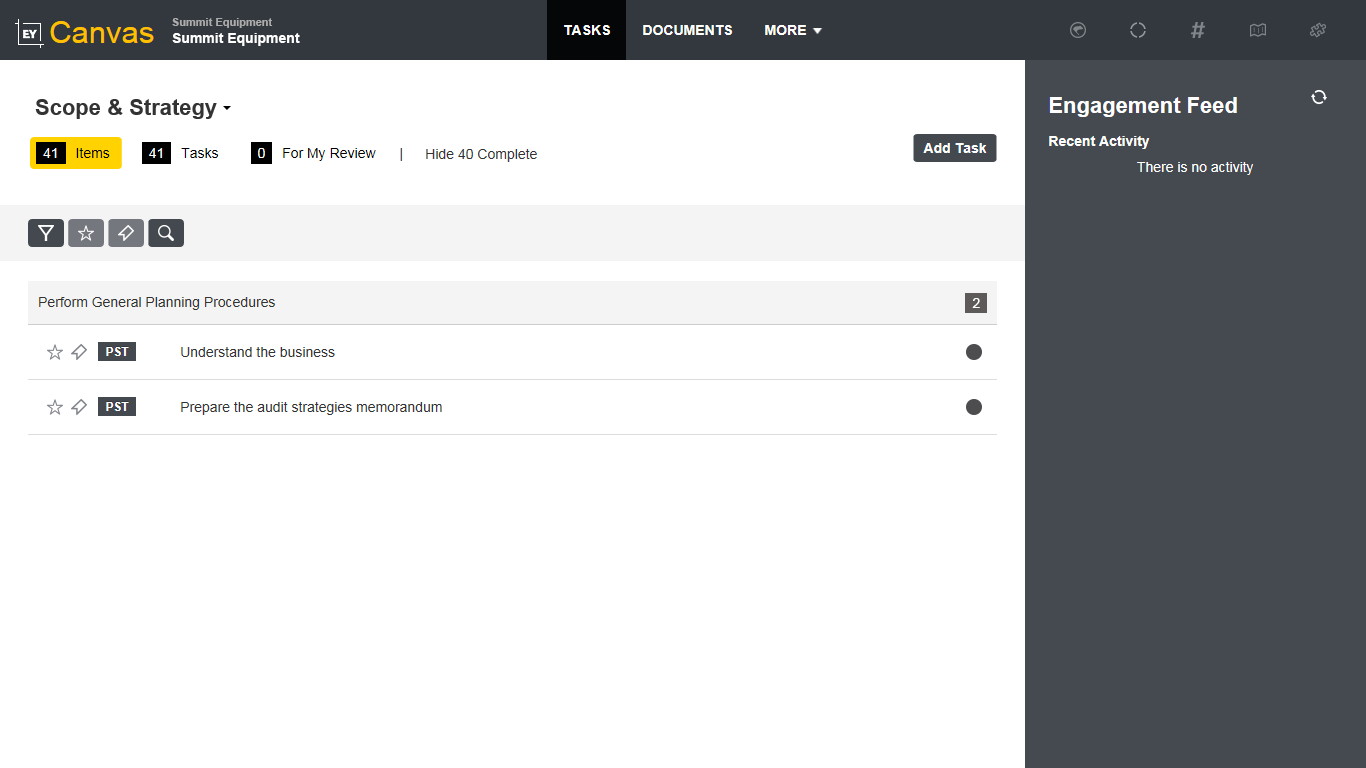 EY Canvas
Summit Equipment
Summit Equipment
TASKS
DOCUMENTS
MORE
#
Scope & Strategy
41 Items
41 Tasks
0 For My Review
|
Hide 40 Complete
Add Task
Engagement Feed
Recent Activity
There is no activity
Perform General Planning Procedures 2
PST Understand the business
PST Prepare the audit strategies memorandum